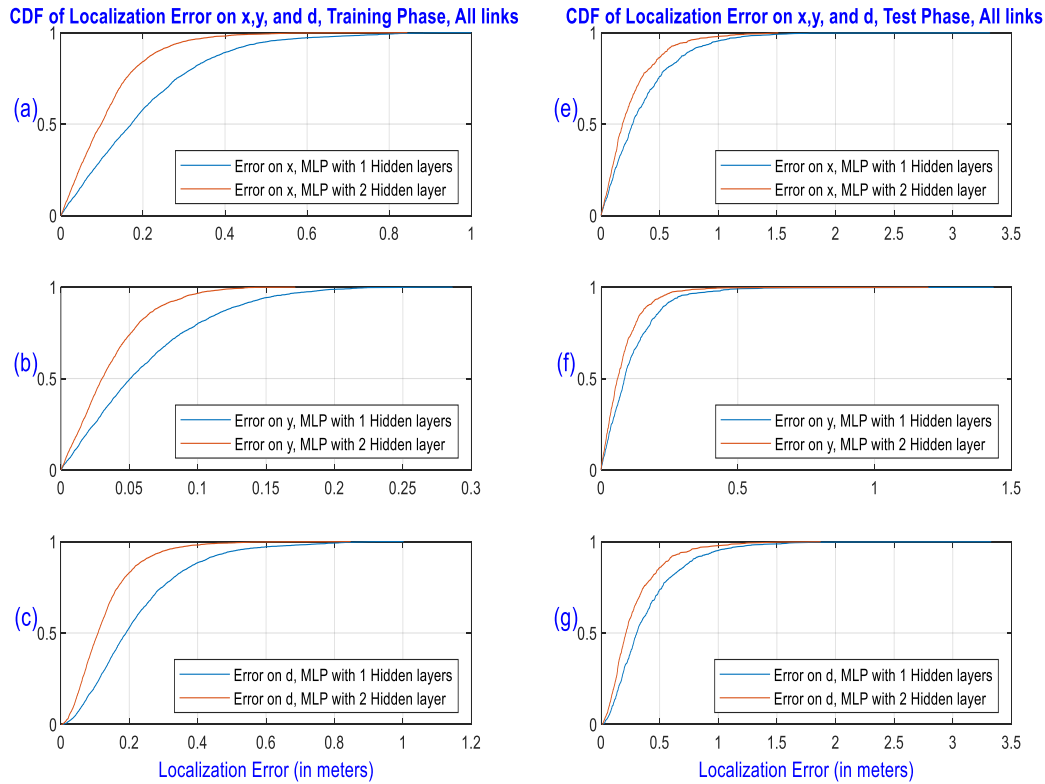 CDF of Localization Error on x,y, and d, Training Phase, All links
1
(a)
0.5
Error on x, MLP with 1 Hidden layers
Error on x, MLP with 2 Hidden layer
0
0 0.2 0.4 0.6 0.8 1
1
(b)
0.5
Error on y, MLP with 1 Hidden layers
Error on y, MLP with 2 Hidden layer
0
0 0.05 0.1 0.15 0.2 0.25 0.3
1
(c)
0.5
Error on d, MLP with 1 Hidden layers
Error on d, MLP with 2 Hidden layer
0
0 0.2 0.4 0.6 0.8 1 1.2
Localization Error (in meters)
CDF of Localization Error on x,y, and d, Test Phase, All links
1
(e)
0.5
Error on x, MLP with 1 Hidden layers
Error on x, MLP with 2 Hidden layer
0
0 0.5 1 1.5 2 2.5 3 3.5
1
(f)
0.5
Error on y, MLP with 1 Hidden layers
Error on y, MLP with 2 Hidden layer
0
0 0.5 1 1.5
1
(g)
0.5
Error on d, MLP with 1 Hidden layers
Error on d, MLP with 2 Hidden layer
0
0 0.5 1 1.5 2 2.5 3 3.5
Localization Error (in meters)